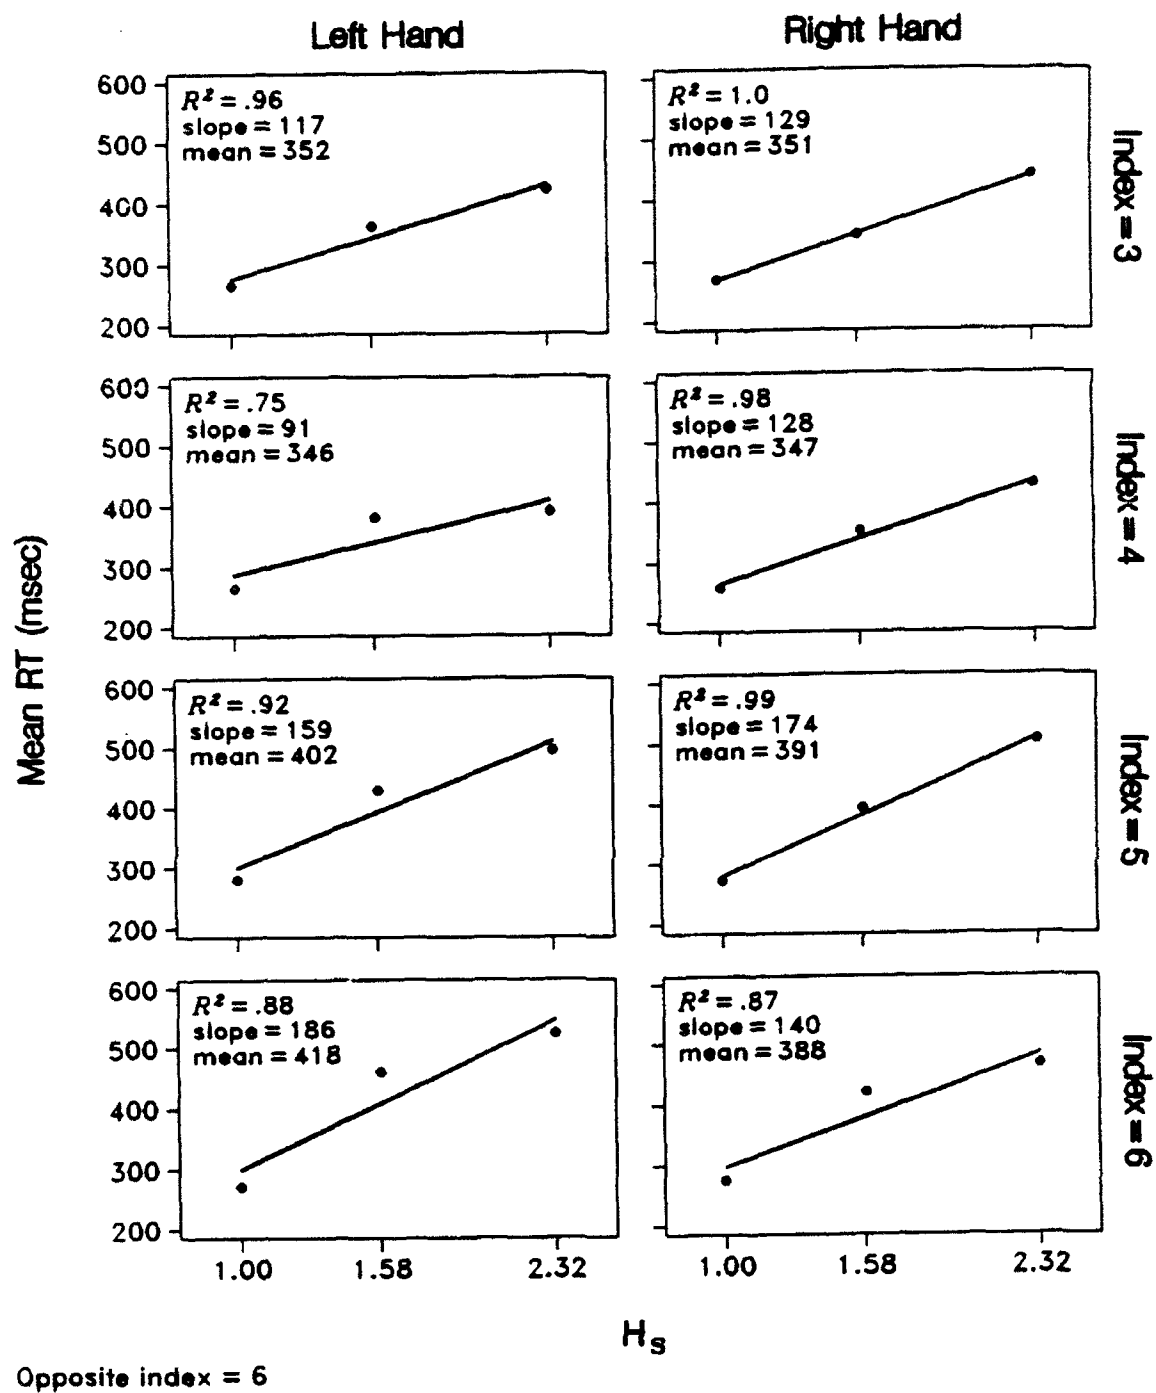 Left Hand
Right Hand
600
500
400
300
200
R² = .96
slope = 117
mean = 352
R² = 1.0
slope = 129
mean = 351
Index = 3
600
500
400
300
200
R² = .75
slope = 91
mean = 346
R² = .98
slope = 128
mean = 347
Index = 4
Mean RT (msec)
600
500
400
300
200
R² = .92
slope = 159
mean = 402
R² = .99
slope = 174
mean = 391
Index = 5
600
500
400
300
200
R² = .88
slope = 186
mean = 418
R² = .87
slope = 140
mean = 388
Index = 6
1.00 1.58 2.32
1.00 1.58 2.32
Hs
Opposite index = 6